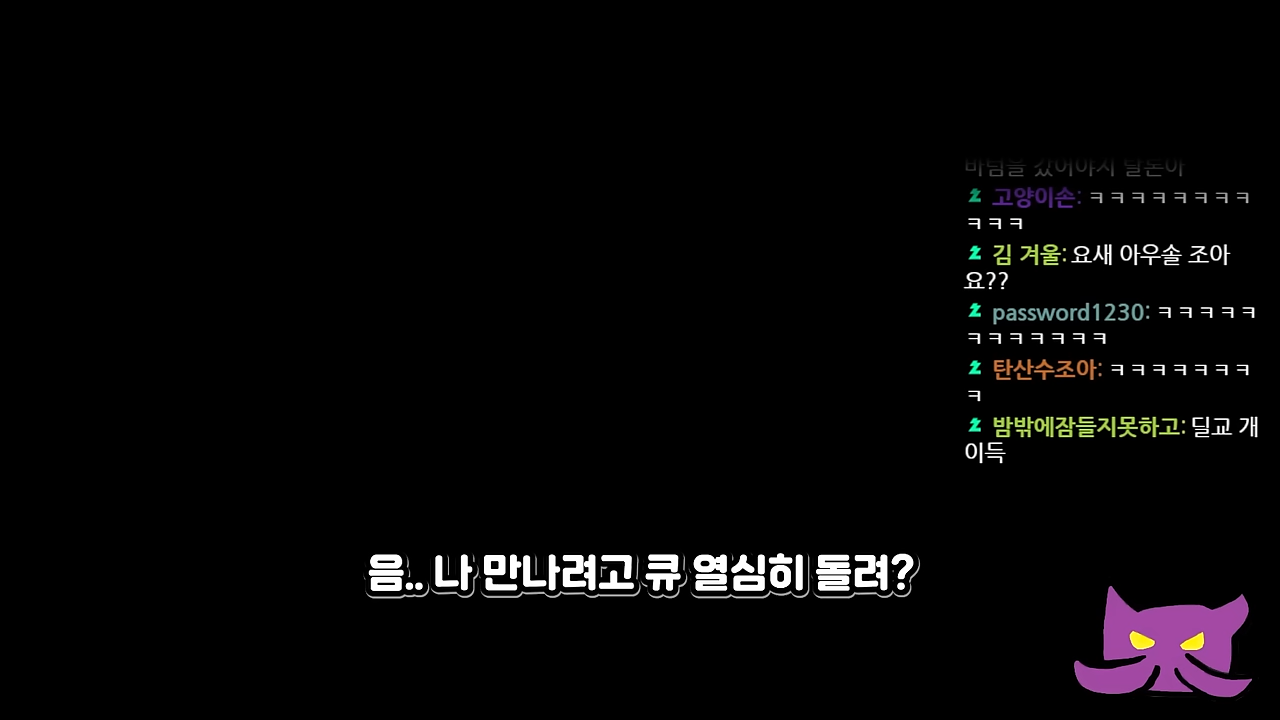 고양이손: ㅋㅋㅋㅋㅋㅋㅋㅋ
ㅋㅋㅋ
김 겨울: 요새 아우솔 조아
요??
password1230: ㅋㅋㅋㅋㅋ
ㅋㅋㅋㅋㅋㅋㅋ
탄산수조아: ㅋㅋㅋㅋㅋㅋㅋ
ㅋ
밤밖에잠들지못하고: 딜교 개
이득
음.. 나 만나려고 큐 열심히 돌려?